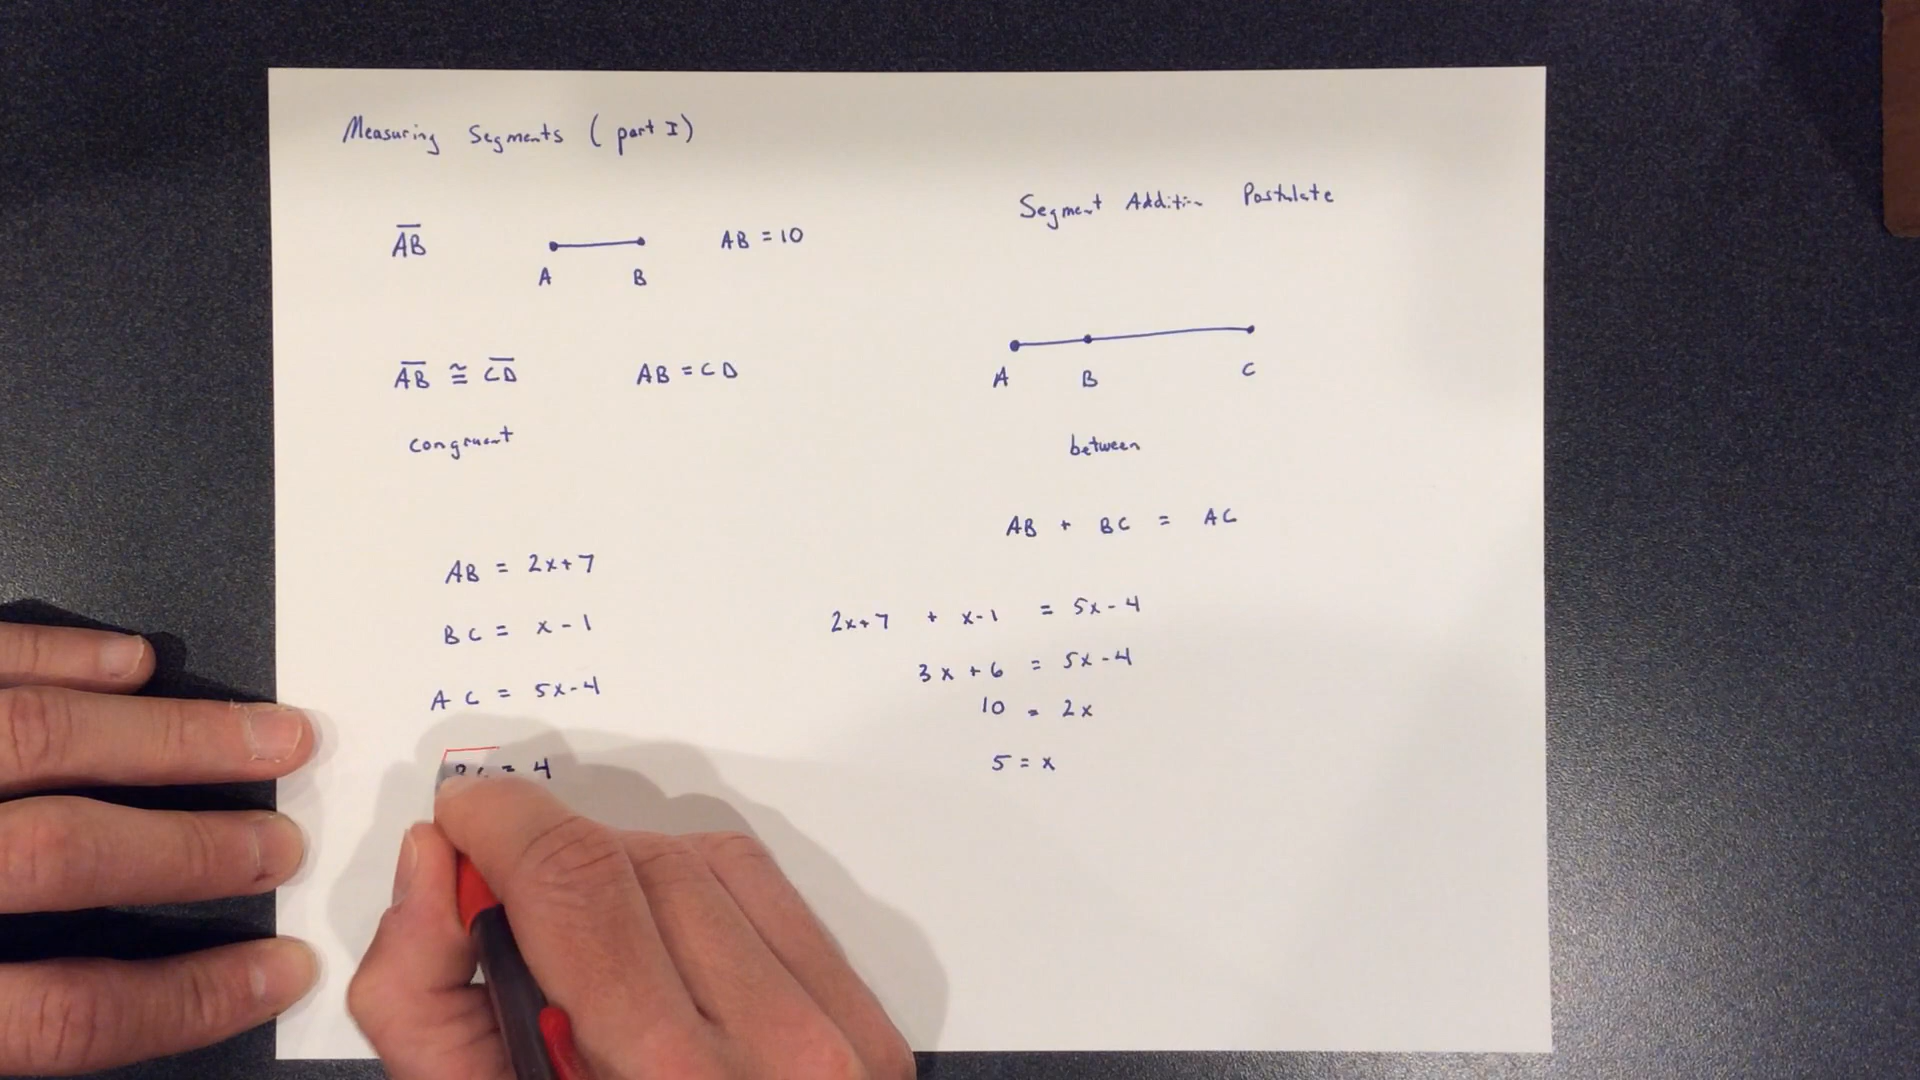 Measuring Segments (part I)
AB AB = 10
A B
AB ≅ CD AB = CD
congruent
AB = 2x+7
BC = x-1
AC = 5x-4
BC = 4
Segment Addition Postulate
A B C
between
AB + BC = AC
2x+7 + x-1 = 5x-4
3x+6 = 5x-4
10 = 2x
5 = x